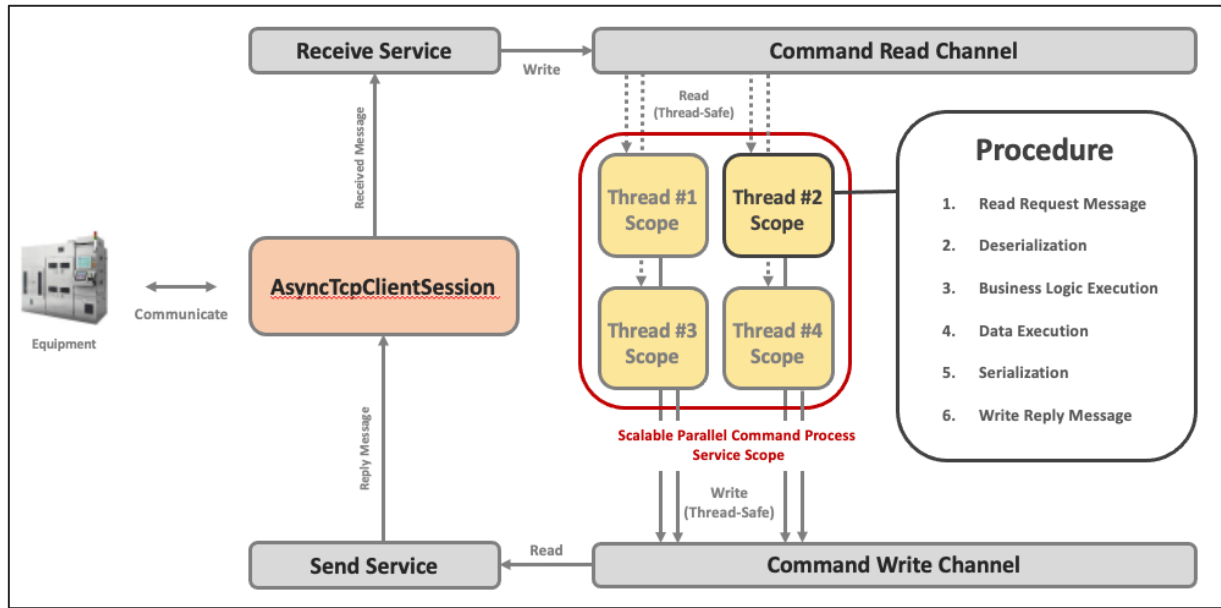 Receive Service
Write
Command Read Channel
Read
(Thread-Safe)
Received Message
Procedure
Thread #1
Scope
Thread #2
Scope
1. Read Request Message
2. Deserialization
3. Business Logic Execution
4. Data Execution
5. Serialization
6. Write Reply Message
AsyncTcpClientSession
Communicate
Equipment
Thread #3
Scope
Thread #4
Scope
Scalable Parallel Command Process
Service Scope
Reply Message
Write
(Thread-Safe)
Send Service
Read
Command Write Channel